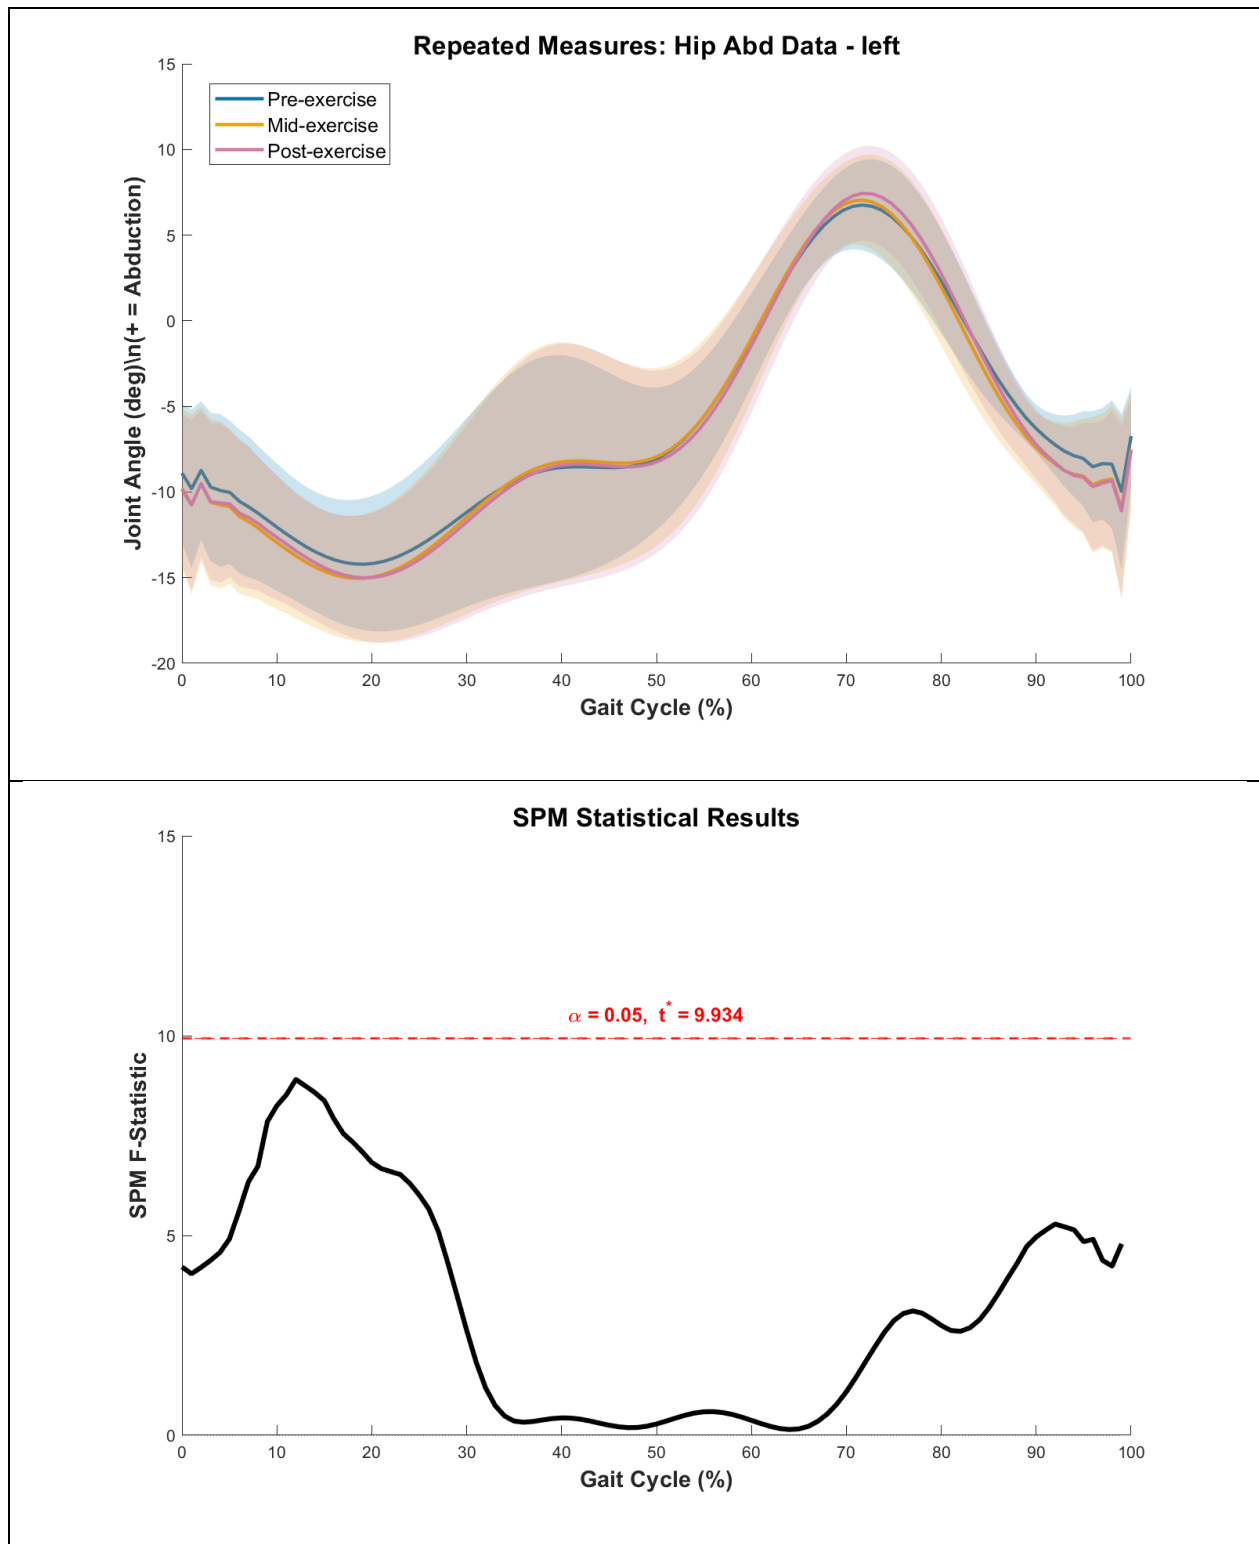 Repeated Measures: Hip Abd Data - left
15
10
5
0
-5
-10
-15
-20
Pre-exercise
Mid-exercise
Post-exercise
Joint Angle (deg)\n(+ = Abduction)
0 10 20 30 40 50 60 70 80 90 100
Gait Cycle (%)
SPM Statistical Results
15
10
5
0
α = 0.05, t* = 9.934
SPM F-Statistic
0 10 20 30 40 50 60 70 80 90 100
Gait Cycle (%)